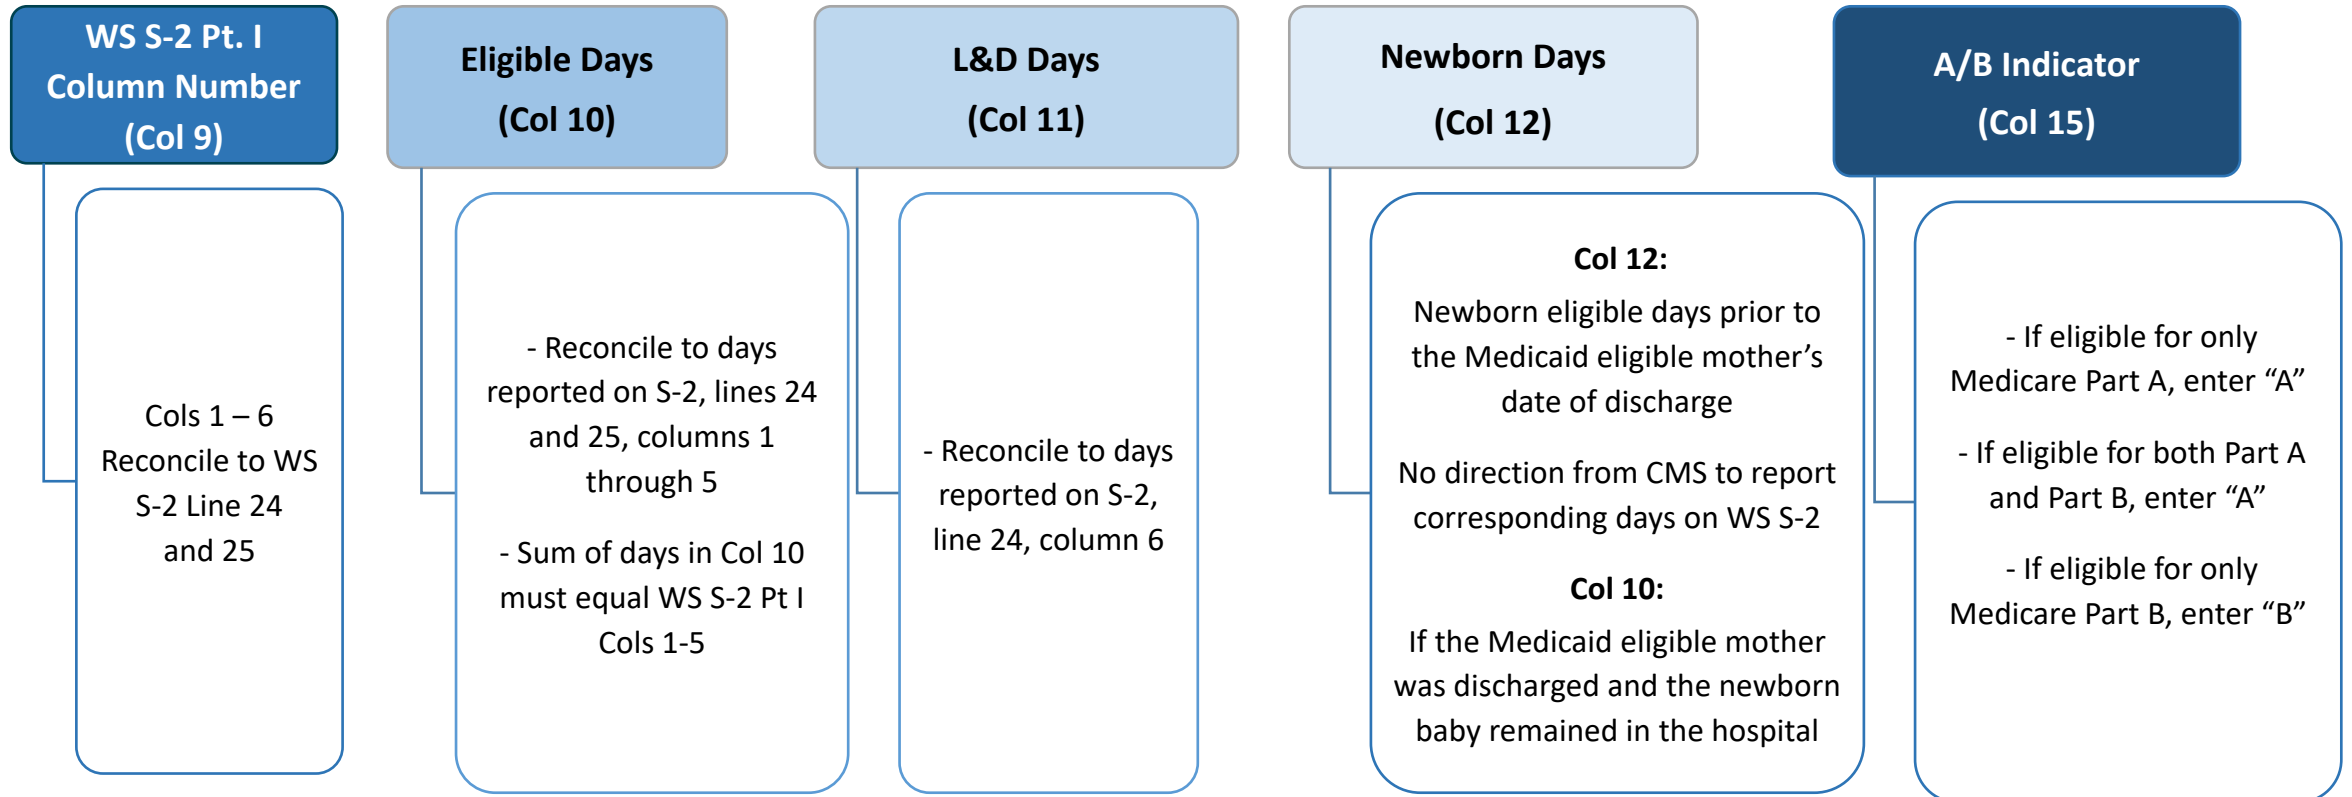 WS S-2 Pt. I
Column Number
(Col 9)
Cols 1 – 6
Reconcile to WS
S-2 Line 24
and 25
Eligible Days
(Col 10)
- Reconcile to days
reported on S-2, lines 24
and 25, columns 1
through 5
- Sum of days in Col 10
must equal WS S-2 Pt I
Cols 1-5
L&D Days
(Col 11)
- Reconcile to days
reported on S-2,
line 24, column 6
Newborn Days
(Col 12)
Col 12:
Newborn eligible days prior to
the Medicaid eligible mother’s
date of discharge
No direction from CMS to report
corresponding days on WS S-2
Col 10:
If the Medicaid eligible mother
was discharged and the newborn
baby remained in the hospital
A/B Indicator
(Col 15)
- If eligible for only
Medicare Part A, enter “A”
- If eligible for both Part A
and Part B, enter “A”
- If eligible for only
Medicare Part B, enter “B”